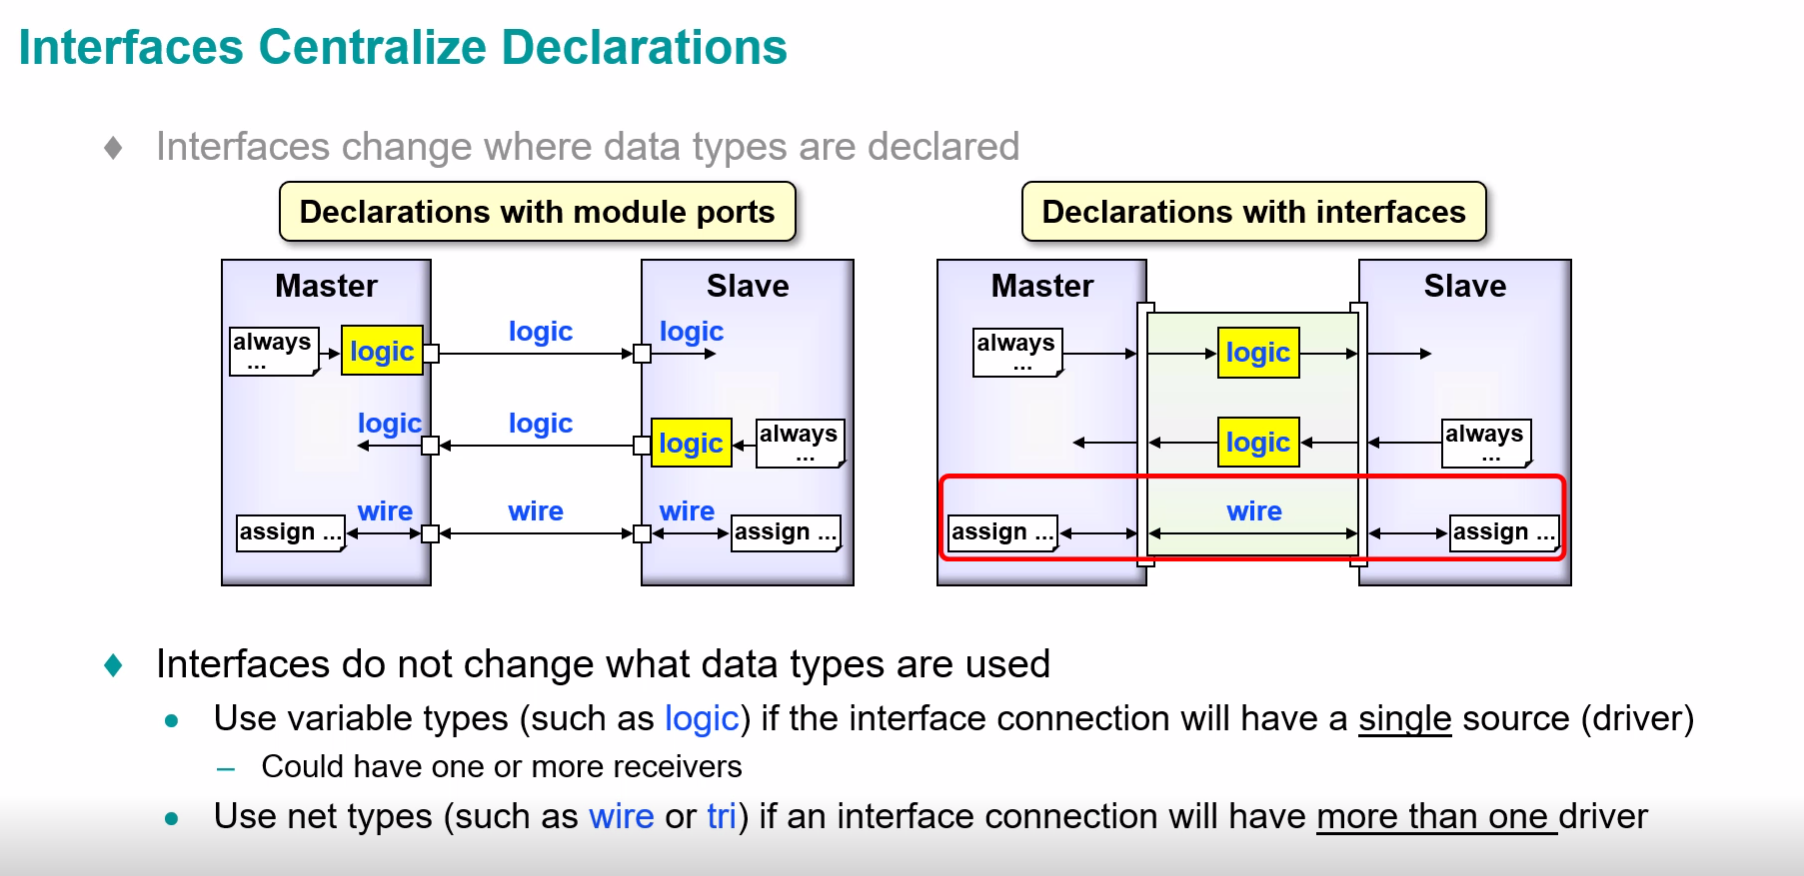 Interfaces Centralize Declarations
Interfaces change where data types are declared
Declarations with module ports
Declarations with interfaces
Master
Slave
Master
Slave
always
...
logic
logic
logic
always
...
logic
logic
logic
logic
always
...
logic
always
...
assign ...
wire
wire
wire
assign ...
assign ...
wire
assign ...
Interfaces do not change what data types are used
Use variable types (such as logic) if the interface connection will have a single source (driver)
– Could have one or more receivers
Use net types (such as wire or tri) if an interface connection will have more than one driver